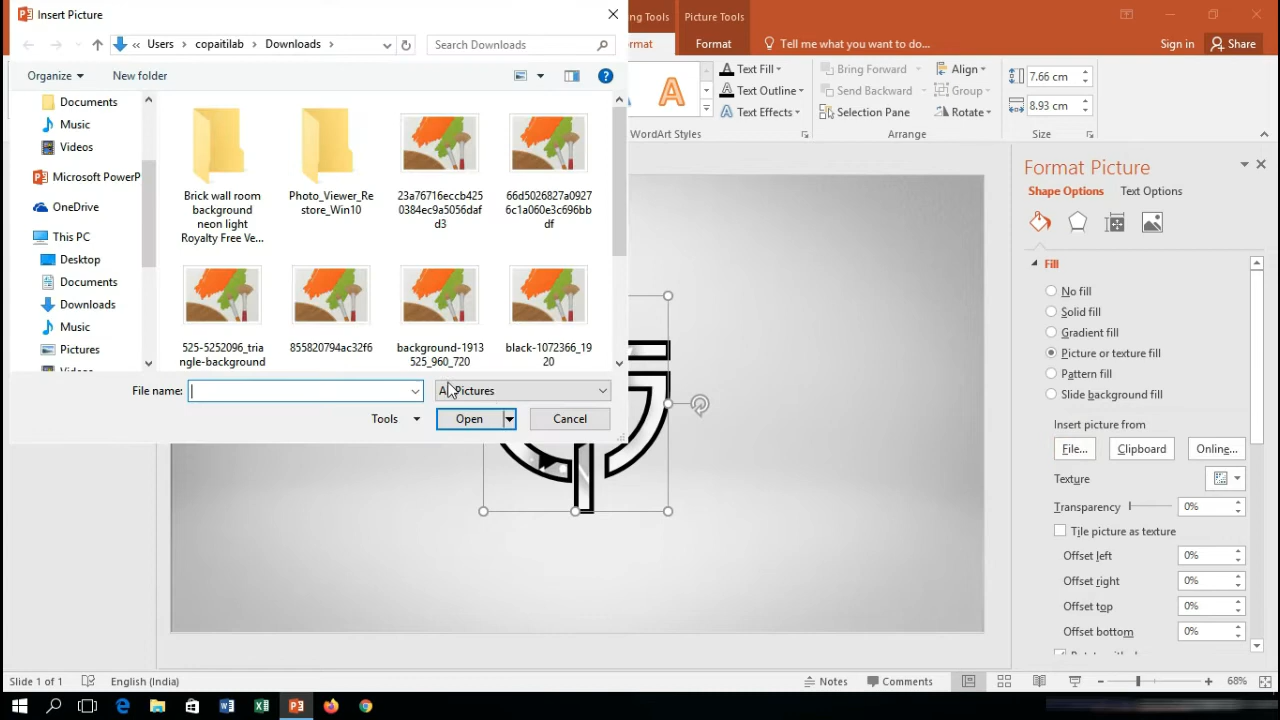 Insert Picture
ng Tools
Picture Tools
Users
copaitilab
Downloads
Search Downloads
rmat
Format
Tell me what you want to do...
Sign in
Share
Organize
New folder
Documents
Music
Videos
Microsoft PowerP
OneDrive
This PC
Desktop
Documents
Downloads
Music
Pictures
Brick wall room
background
neon light
Royalty Free Ve...
Photo_Viewer_Re
store_Win10
23a76716eccb425
0384ec9a5056daf
d3
66d5026827a0927
6c1a060e3c696bb
df
525-5252096_tria
ngle-background
855820794ac32f6
background-1913
525_960_720
black-1072366_19
20
File name:
Pictures
Tools
Open
Cancel
Text Fill
Text Outline
Text Effects
WordArt Styles
Bring Forward
Send Backward
Selection Pane
Align
Group
Rotate
Arrange
7.66 cm
8.93 cm
Size
Format Picture
Shape Options
Text Options
Fill
No fill
Solid fill
Gradient fill
Picture or texture fill
Pattern fill
Slide background fill
Insert picture from
File...
Clipboard
Online...
Texture
Transparency
0%
Tile picture as texture
Offset left
0%
Offset right
0%
Offset top
0%
Offset bottom
0%
Slide 1 of 1
English (India)
Notes
Comments
68%